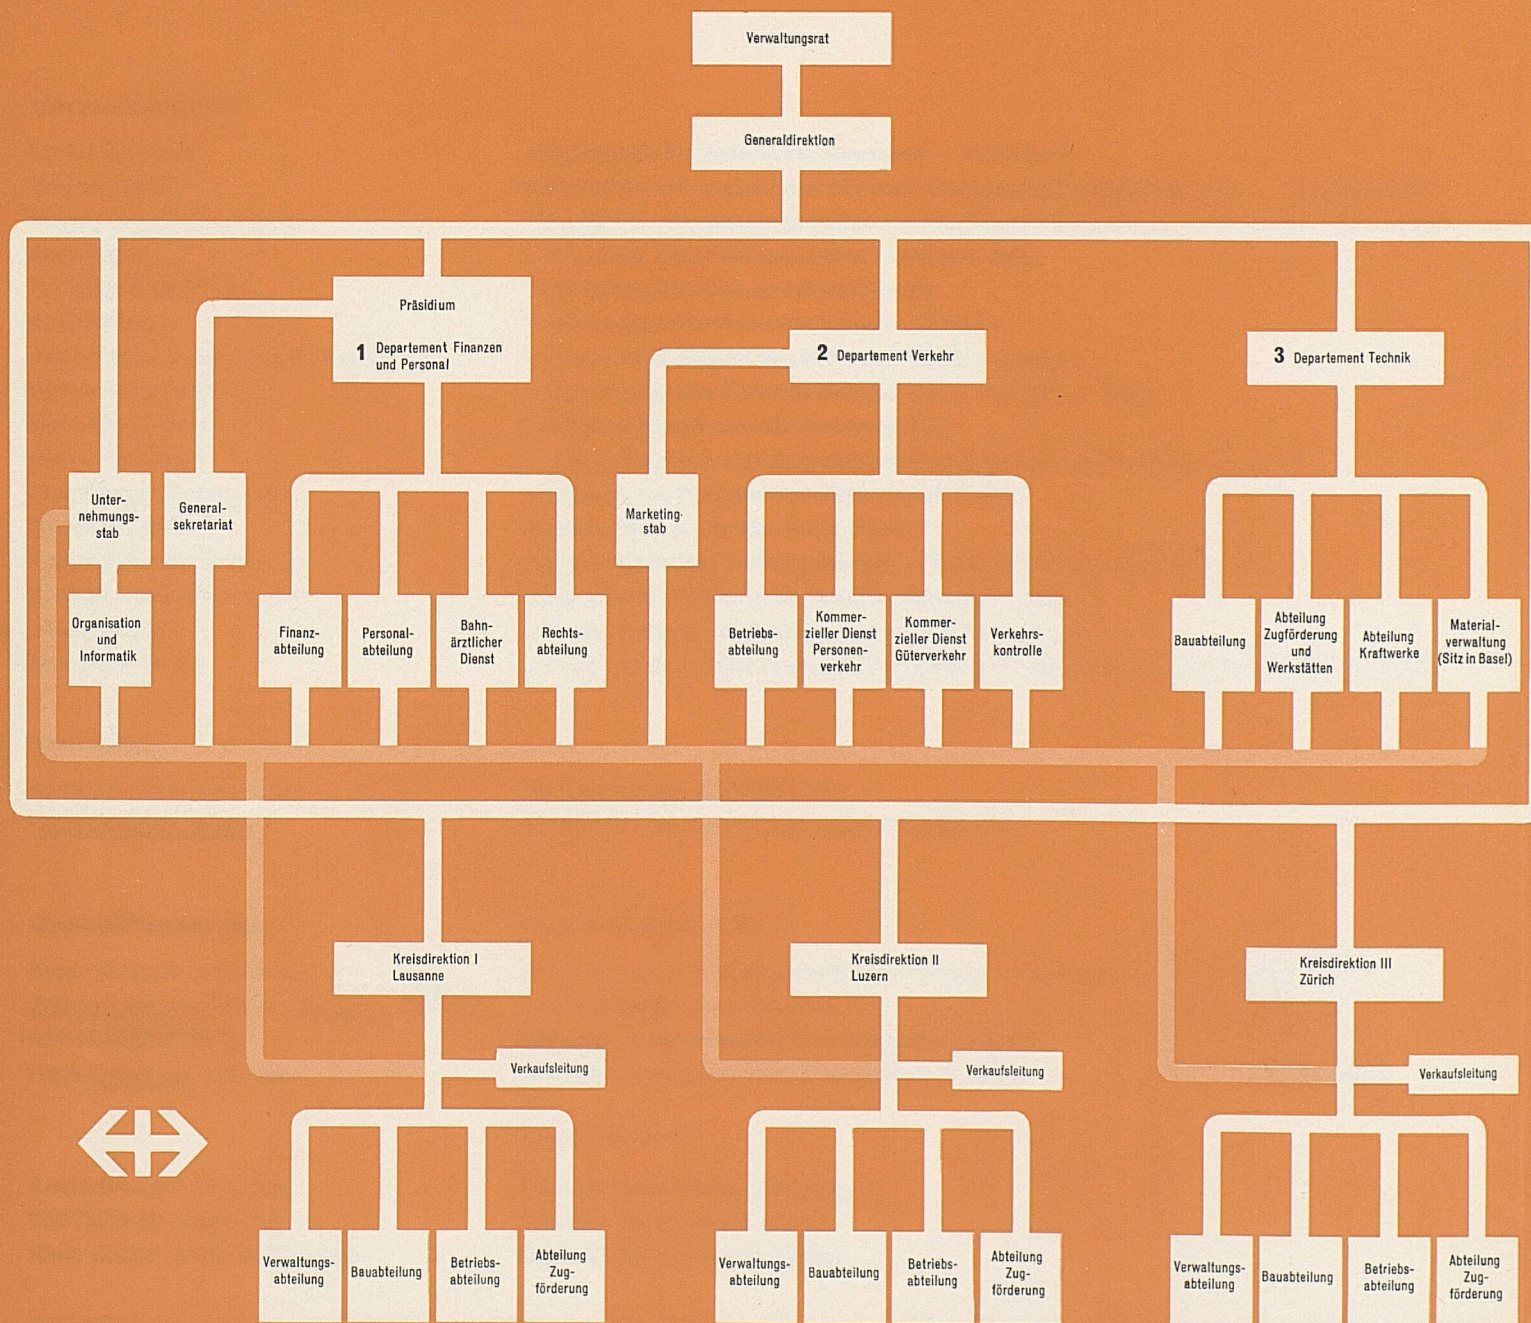 Verwaltungsrat
Generaldirektion
Präsidium
1 Departement Finanzen
und Personal
2 Departement Verkehr
3 Departement Technik
Unter-
nehmungs-
stab
General-
sekretariat
Marketing-
stab
Organisation
und
Informatik
Finanz-
abteilung
Personal-
abteilung
Bahn-
ärztlicher
Dienst
Rechts-
abteilung
Betriebs-
abteilung
Kommer-
zieller Dienst
Personen-
verkehr
Kommer-
zieller Dienst
Güterverkehr
Verkehrs-
kontrolle
Bauabteilung
Abteilung
Zugförderung
und
Werkstätten
Abteilung
Kraftwerke
Material-
verwaltung
(Sitz in Basel)
Kreisdirektion I
Lausanne
Kreisdirektion II
Luzern
Kreisdirektion III
Zürich
Verkaufsleitung
Verkaufsleitung
Verkaufsleitung
Verwaltungs-
abteilung
Bauabteilung
Betriebs-
abteilung
Abteilung
Zug-
förderung
Verwaltungs-
abteilung
Bauabteilung
Betriebs-
abteilung
Abteilung
Zug-
förderung
Verwaltungs-
abteilung
Bauabteilung
Betriebs-
abteilung
Abteilung
Zug-
förderung